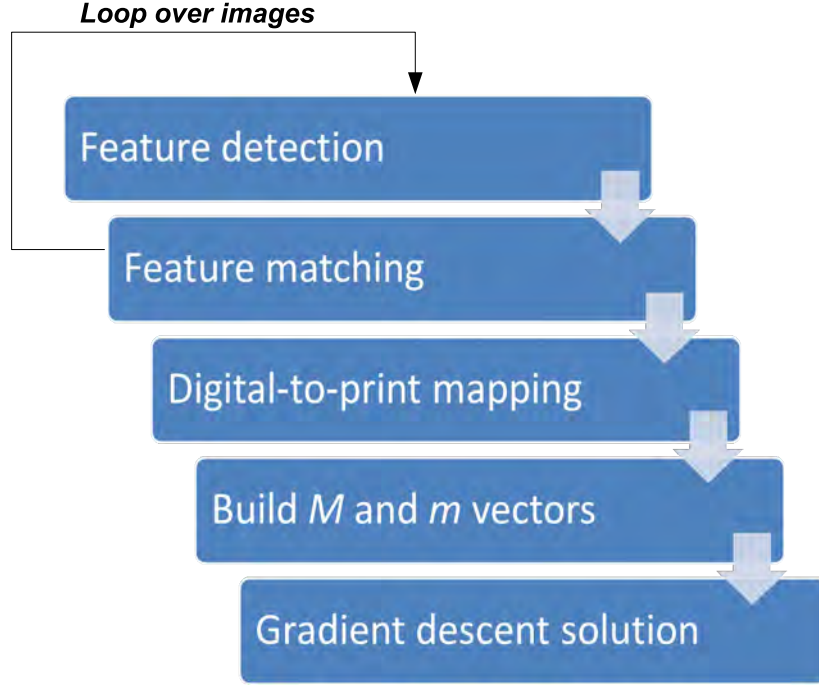 Loop over images
Feature detection
Feature matching
Digital-to-print mapping
Build M and m vectors
Gradient descent solution